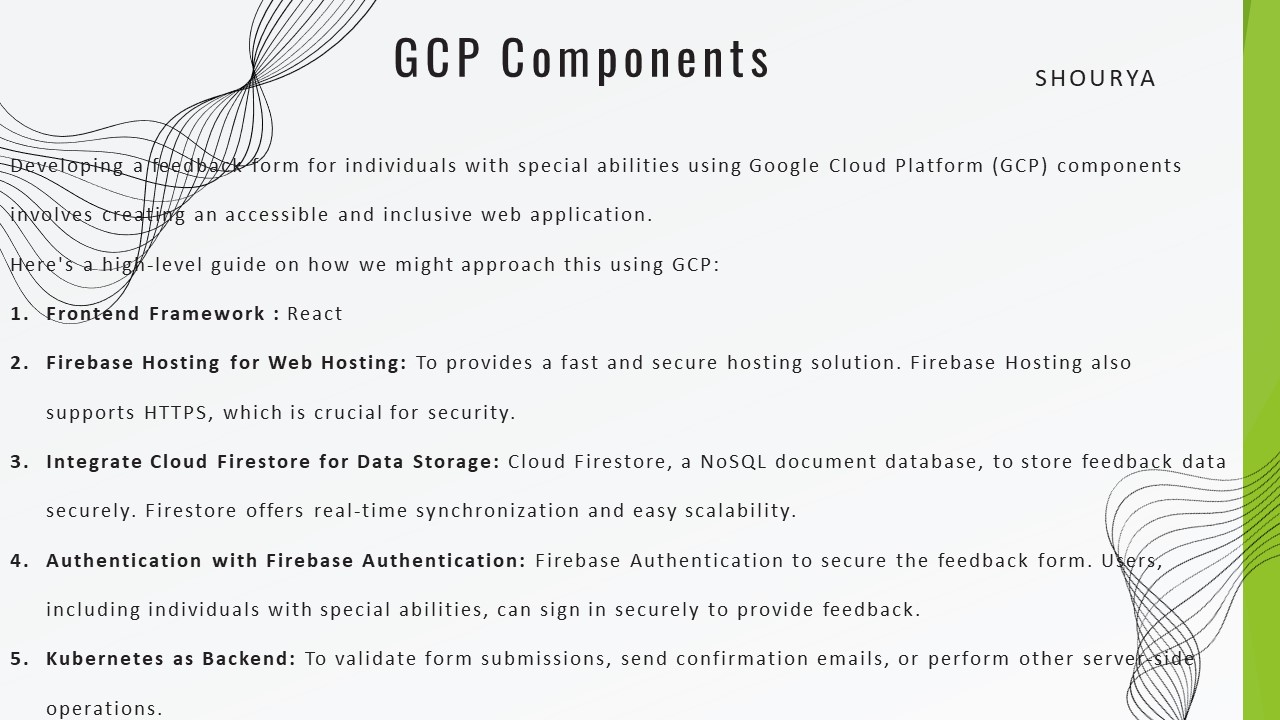 GCP Components
SHOURYA
Developing a feedback form for individuals with special abilities using Google Cloud Platform (GCP) components
involves creating an accessible and inclusive web application.
Here's a high-level guide on how we might approach this using GCP:
1. Frontend Framework : React
2. Firebase Hosting for Web Hosting: To provides a fast and secure hosting solution. Firebase Hosting also
supports HTTPS, which is crucial for security.
3. Integrate Cloud Firestore for Data Storage: Cloud Firestore, a NoSQL document database, to store feedback data
securely. Firestore offers real-time synchronization and easy scalability.
4. Authentication with Firebase Authentication: Firebase Authentication to secure the feedback form. Users,
including individuals with special abilities, can sign in securely to provide feedback.
5. Kubernetes as Backend: To validate form submissions, send confirmation emails, or perform other server-side
operations.